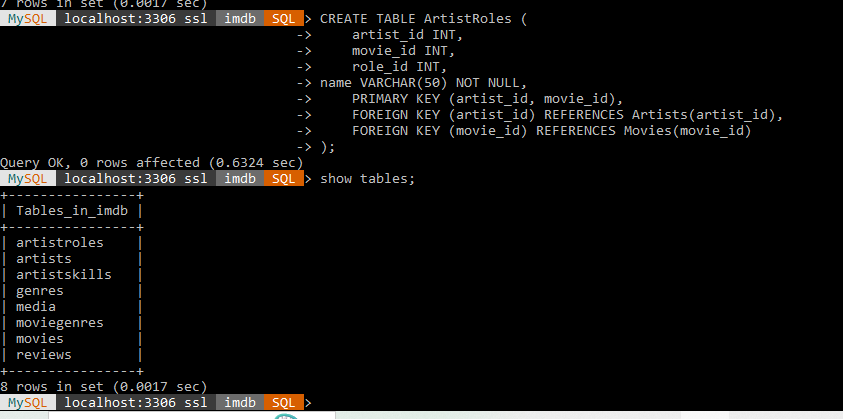 7 rows in set (0.0017 sec)
MySQL localhost:3306 ssl imdb SQL > CREATE TABLE ArtistRoles (
-> artist_id INT,
-> movie_id INT,
-> role_id INT,
-> name VARCHAR(50) NOT NULL,
-> PRIMARY KEY (artist_id, movie_id),
-> FOREIGN KEY (artist_id) REFERENCES Artists(artist_id),
-> FOREIGN KEY (movie_id) REFERENCES Movies(movie_id)
-> );
Query OK, 0 rows affected (0.6324 sec)
MySQL localhost:3306 ssl imdb SQL > show tables;
+----------------+
| Tables_in_imdb |
+----------------+
| artistroles |
| artists |
| artistskills |
| genres |
| media |
| moviegenres |
| movies |
| reviews |
+----------------+
8 rows in set (0.0017 sec)
MySQL localhost:3306 ssl imdb SQL >